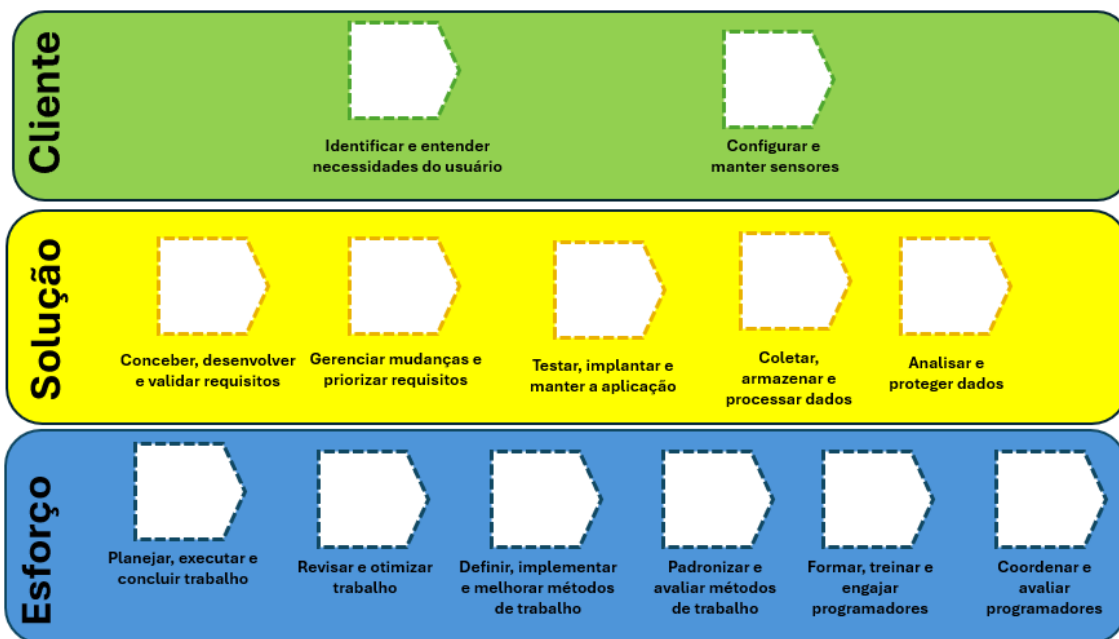 Cliente
Identificar e entender
necessidades do usuário
Configurar e
manter sensores
Solução
Conceber, desenvolver
e validar requisitos
Gerenciar mudanças e
priorizar requisitos
Testar, implantar e
manter a aplicação
Coletar,
armazenar e
processar dados
Analisar e
proteger dados
Esforço
Planejar, executar e
concluir trabalho
Revisar e otimizar
trabalho
Definir, implementar
e melhorar métodos
de trabalho
Padronizar e
avaliar métodos
de trabalho
Formar, treinar e
engajar
programadores
Coordenar e
avaliar
programadores